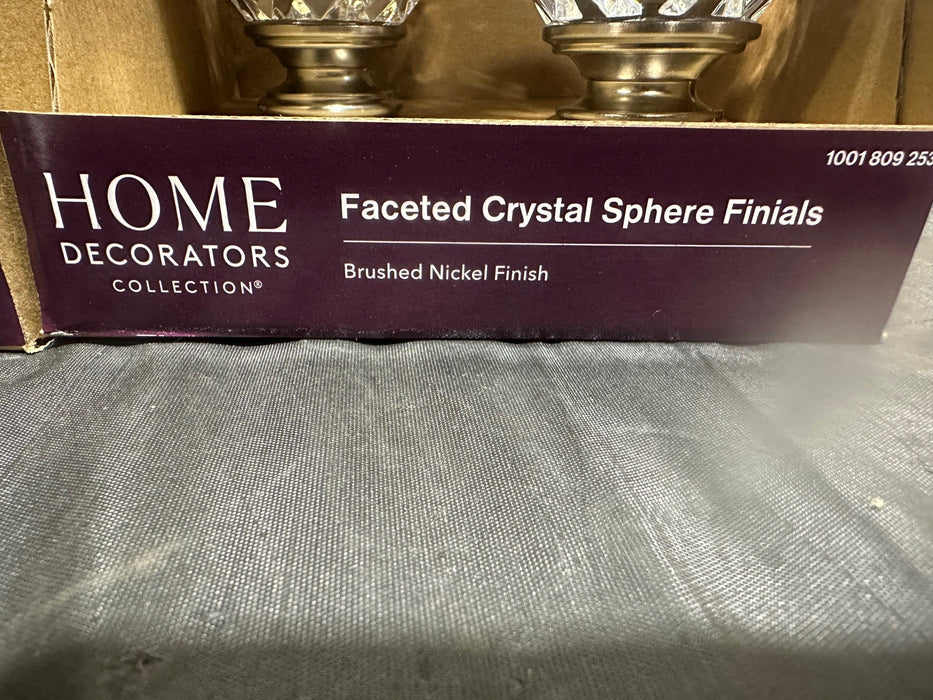 1001 809 253
HOME
DECORATORS
COLLECTION®
Faceted Crystal Sphere Finials
Brushed Nickel Finish